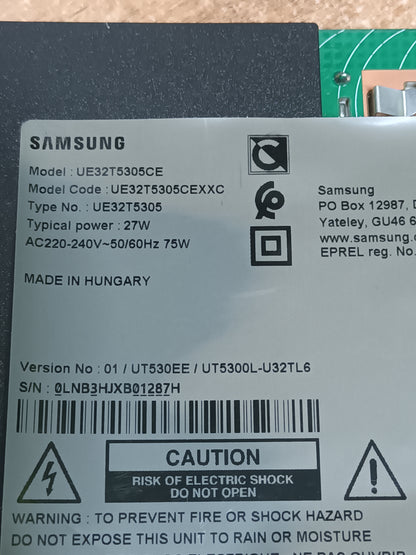 SAMSUNG
Model : UE32T5305CE
Model Code : UE32T5305CEXXC
Type No. : UE32T5305
Typical power : 27W
AC220-240V~50/60Hz 75W
Samsung
PO Box 12987,
Yateley, GU46 6
www.samsung.c
EPREL reg. No.
MADE IN HUNGARY
Version No : 01 / UT530EE / UT5300L-U32TL6
S/N : 0LNB3HJXB01287H
CAUTION
RISK OF ELECTRIC SHOCK
DO NOT OPEN
WARNING : TO PREVENT FIRE OR SHOCK HAZARD
DO NOT EXPOSE THIS UNIT TO RAIN OR MOISTURE